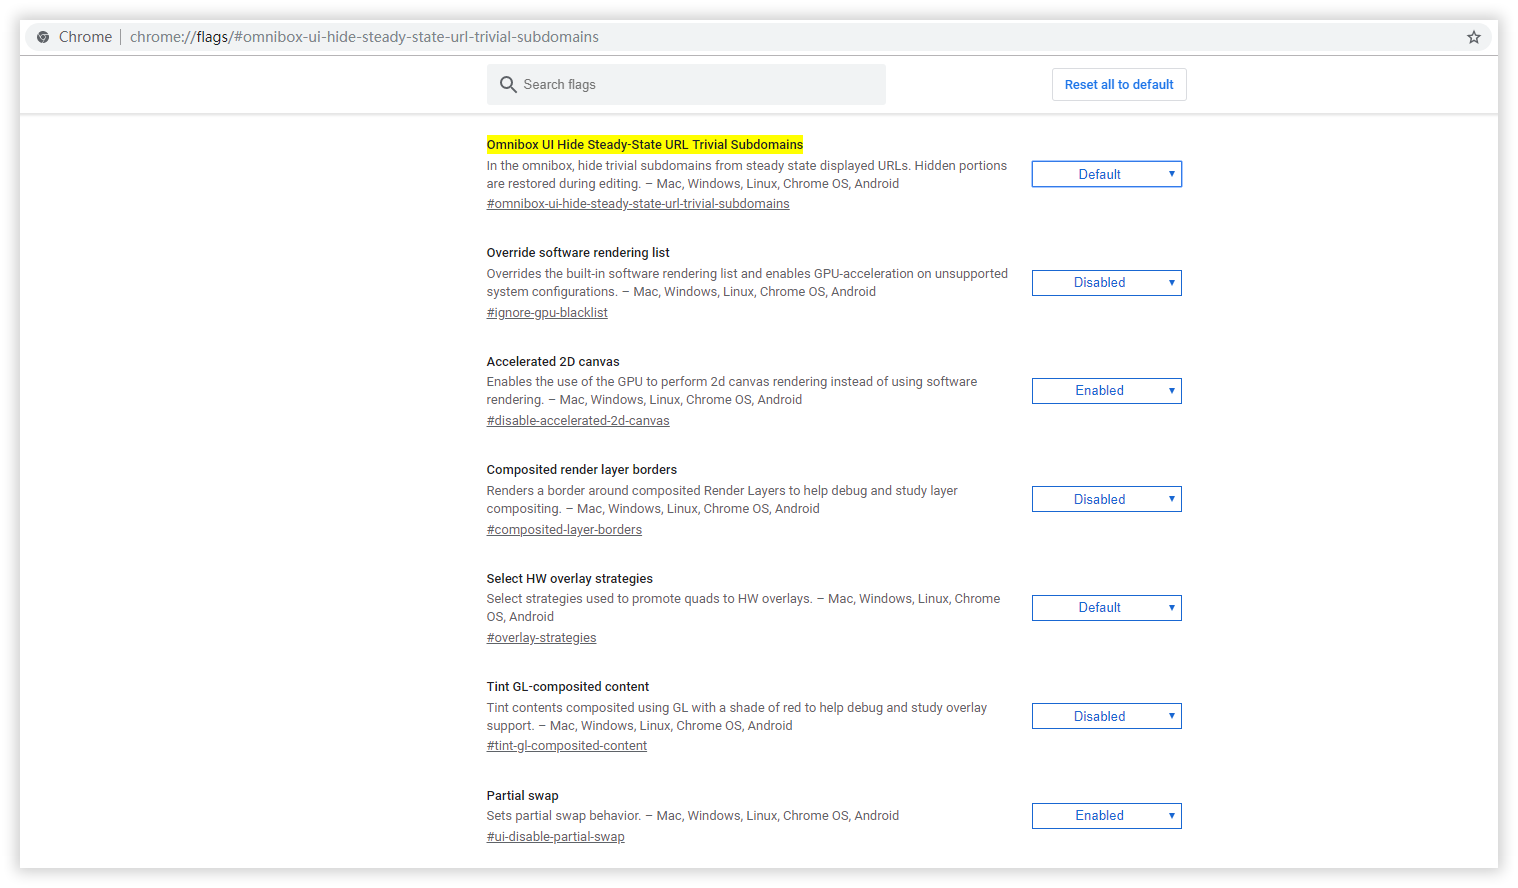 Chrome | chrome://flags/#omnibox-ui-hide-steady-state-url-trivial-subdomains
Search flags
Reset all to default
Omnibox UI Hide Steady-State URL Trivial Subdomains
In the omnibox, hide trivial subdomains from steady state displayed URLs. Hidden portions
are restored during editing. – Mac, Windows, Linux, Chrome OS, Android
#omnibox-ui-hide-steady-state-url-trivial-subdomains
Default
Override software rendering list
Overrides the built-in software rendering list and enables GPU-acceleration on unsupported
system configurations. – Mac, Windows, Linux, Chrome OS, Android
#ignore-gpu-blacklist
Disabled
Accelerated 2D canvas
Enables the use of the GPU to perform 2d canvas rendering instead of using software
rendering. – Mac, Windows, Linux, Chrome OS, Android
#disable-accelerated-2d-canvas
Enabled
Composited render layer borders
Renders a border around composited Render Layers to help debug and study layer
compositing. – Mac, Windows, Linux, Chrome OS, Android
#composited-layer-borders
Disabled
Select HW overlay strategies
Select strategies used to promote quads to HW overlays. – Mac, Windows, Linux, Chrome
OS, Android
#overlay-strategies
Default
Tint GL-composited content
Tint contents composited using GL with a shade of red to help debug and study overlay
support. – Mac, Windows, Linux, Chrome OS, Android
#tint-gl-composited-content
Disabled
Partial swap
Sets partial swap behavior. – Mac, Windows, Linux, Chrome OS, Android
#ui-disable-partial-swap
Enabled